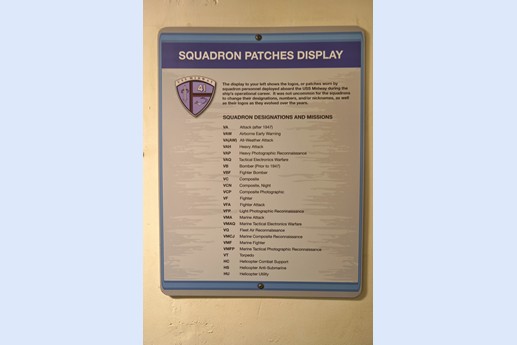 SQUADRON PATCHES DISPLAY
USS MIDWAY
41
The display to your left shows the logos, or patches worn by
squadron personnel deployed aboard the USS Midway during the
ship's operational career. It was not uncommon for the squadrons
to change their designations, numbers, and/or nicknames, as well
as their logos as they evolved over the years.
SQUADRON DESIGNATIONS AND MISSIONS
VA Attack (after 1947)
VAW Airborne Early Warning
VA(AW) All-Weather Attack
VAH Heavy Attack
VAP Heavy Photographic Reconnaissance
VAQ Tactical Electronics Warfare
VB Bomber (Prior to 1947)
VBF Fighter Bomber
VC Composite
VCN Composite, Night
VCP Composite Photographic
VF Fighter
VFA Fighter Attack
VFP Light Photographic Reconnaissance
VMA Marine Attack
VMAQ Marine Tactical Electronics Warfare
VQ Fleet Air Reconnaissance
VMCJ Marine Composite Reconnaissance
VMF Marine Fighter
VMFP Marine Tactical Photographic Reconnaissance
VT Torpedo
HC Helicopter Combat Support
HS Helicopter Anti-Submarine
HU Helicopter Utility